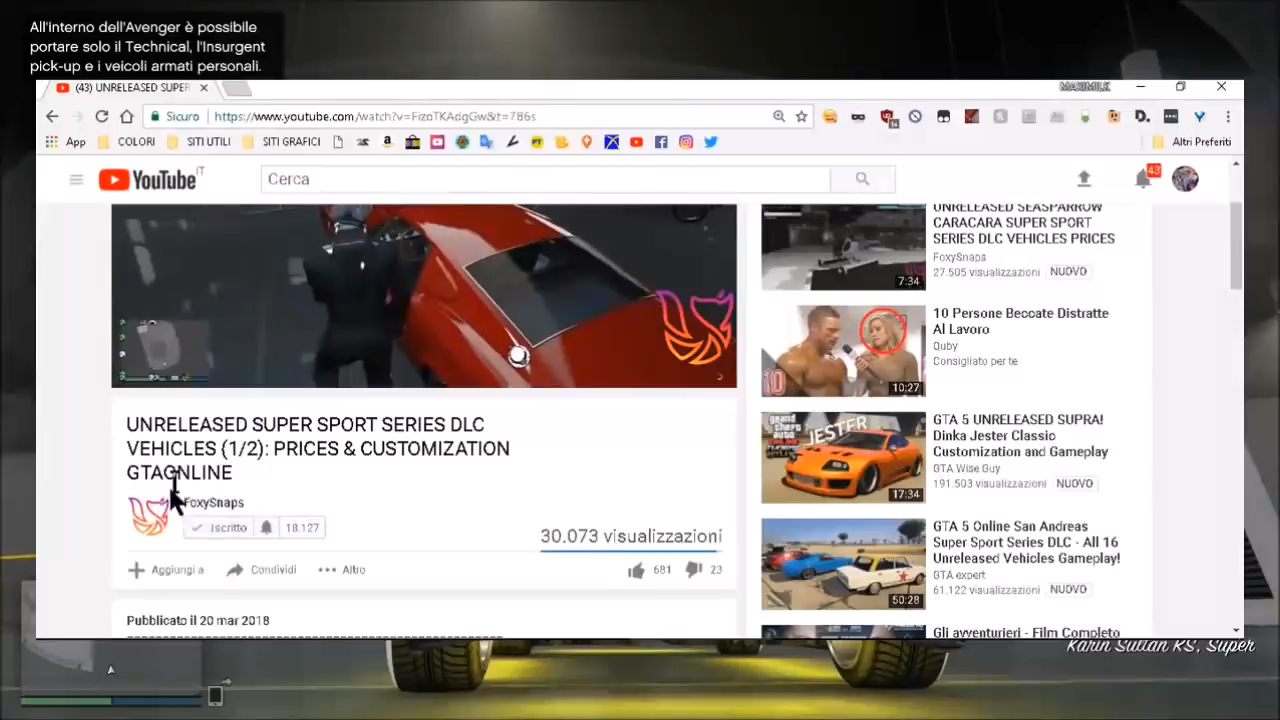 All'interno dell'Avenger è possibile
portare solo il Technical, l'Insurgent
pick-up e i veicoli armati personali.
(43) UNRELEASED SUPER
MAXIMILK
Sicuro
https://www.youtube.com/watch?v=FizoTKAdgGw&t=786s
App
COLORI
SITI UTILI
SITI GRAFICI
Altri Preferiti
YouTube IT
Cerca
43
UNRELEASED SUPER SPORT SERIES DLC
VEHICLES (1/2): PRICES & CUSTOMIZATION
GTAONLINE
FoxySnaps
Iscritto
18.127
30.073 visualizzazioni
Aggiungi a
Condividi
Altro
681
23
Pubblicato il 20 mar 2018
UNRELEASED SEASPARROW
CARACARA SUPER SPORT
SERIES DLC VEHICLES PRICES
FoxySnaps
27.505 visualizzazioni NUOVO
7:34
10 Persone Beccate Distratte
Al Lavoro
Quby
Consigliato per te
10
10:27
GTA 5 UNRELEASED SUPRA!
Dinka Jester Classic
Customization and Gameplay
GTA Wise Guy
191.503 visualizzazioni NUOVO
JESTER
17:34
GTA 5 Online San Andreas
Super Sport Series DLC - All 16
Unreleased Vehicles Gameplay!
GTA expert
61.122 visualizzazioni NUOVO
50:28
Gli avventurieri - Film Completo
Karin Sultan RS, Super